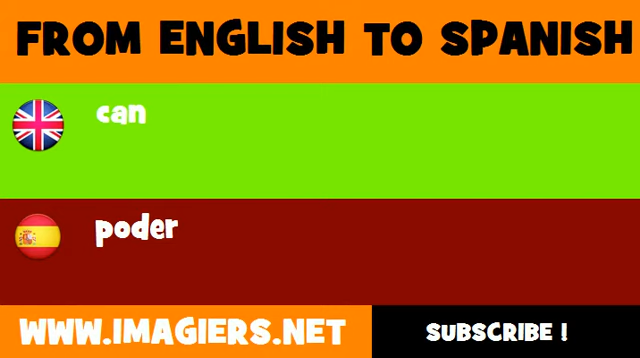 FROM ENGLISH TO SPANISH
can
poder
WWW.IMAGIERS.NET
SUBSCRIBE !